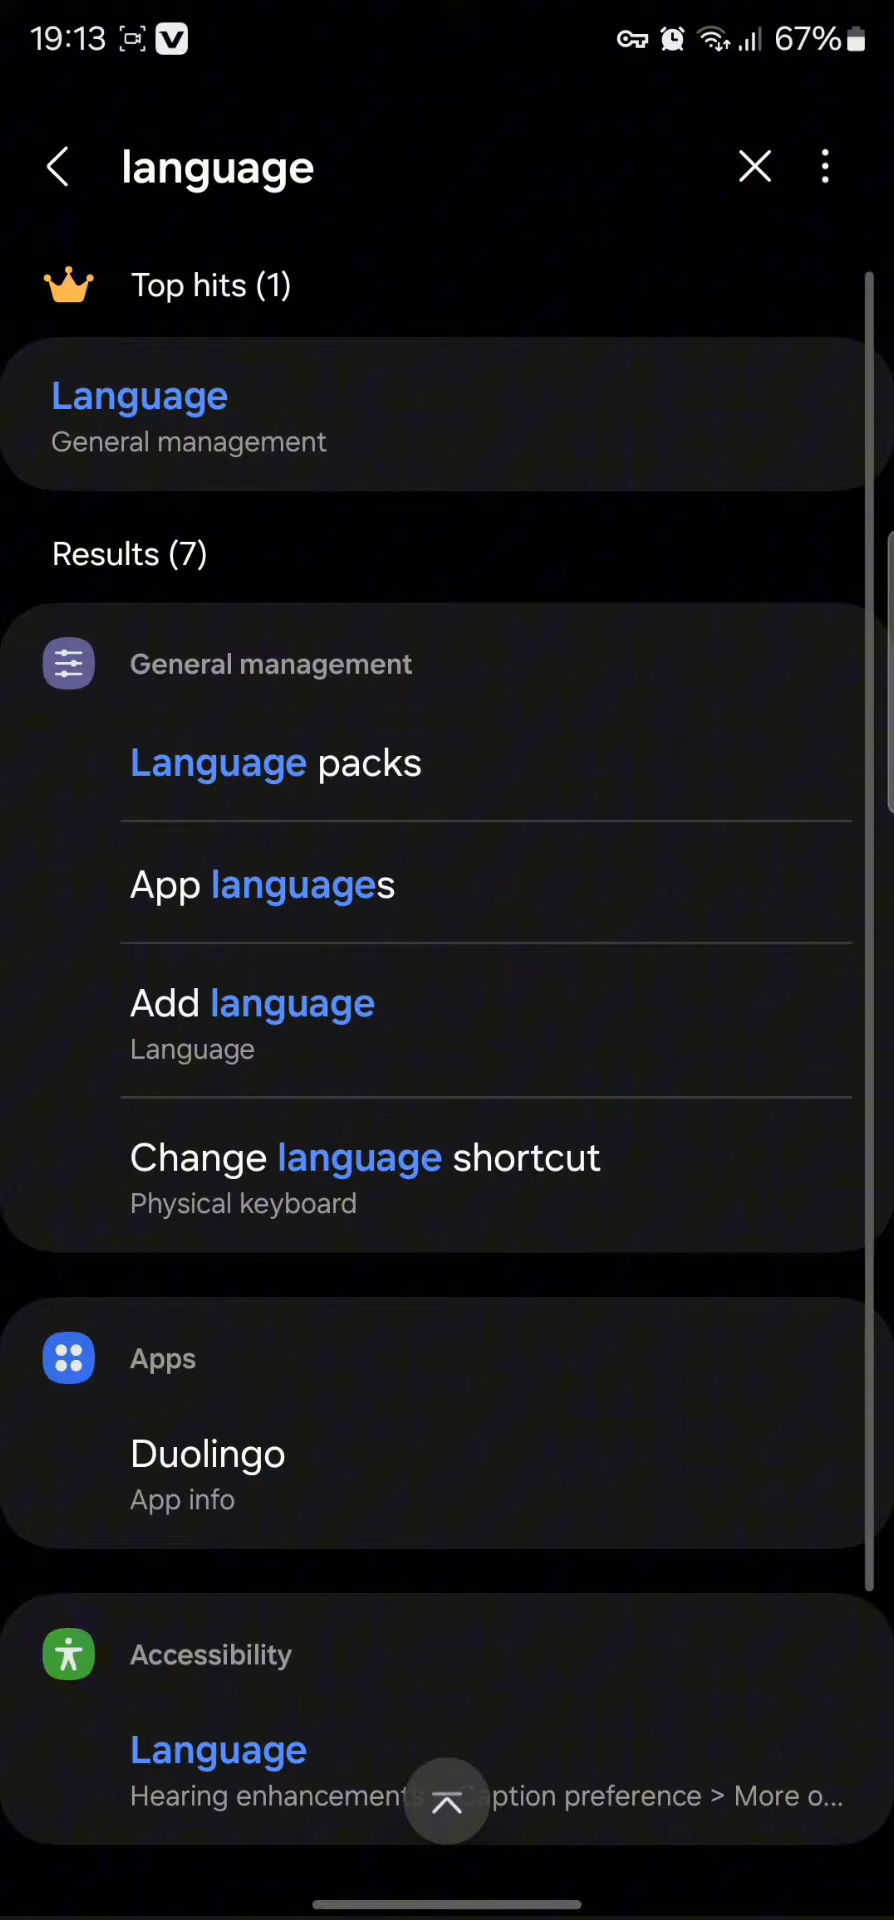 19:13 V 67%
language
Top hits (1)
Language
General management
Results (7)
General management
Language packs
App languages
Add language
Language
Change language shortcut
Physical keyboard
Apps
Duolingo
App info
Accessibility
Language
Hearing enhancements ption preference > More o...